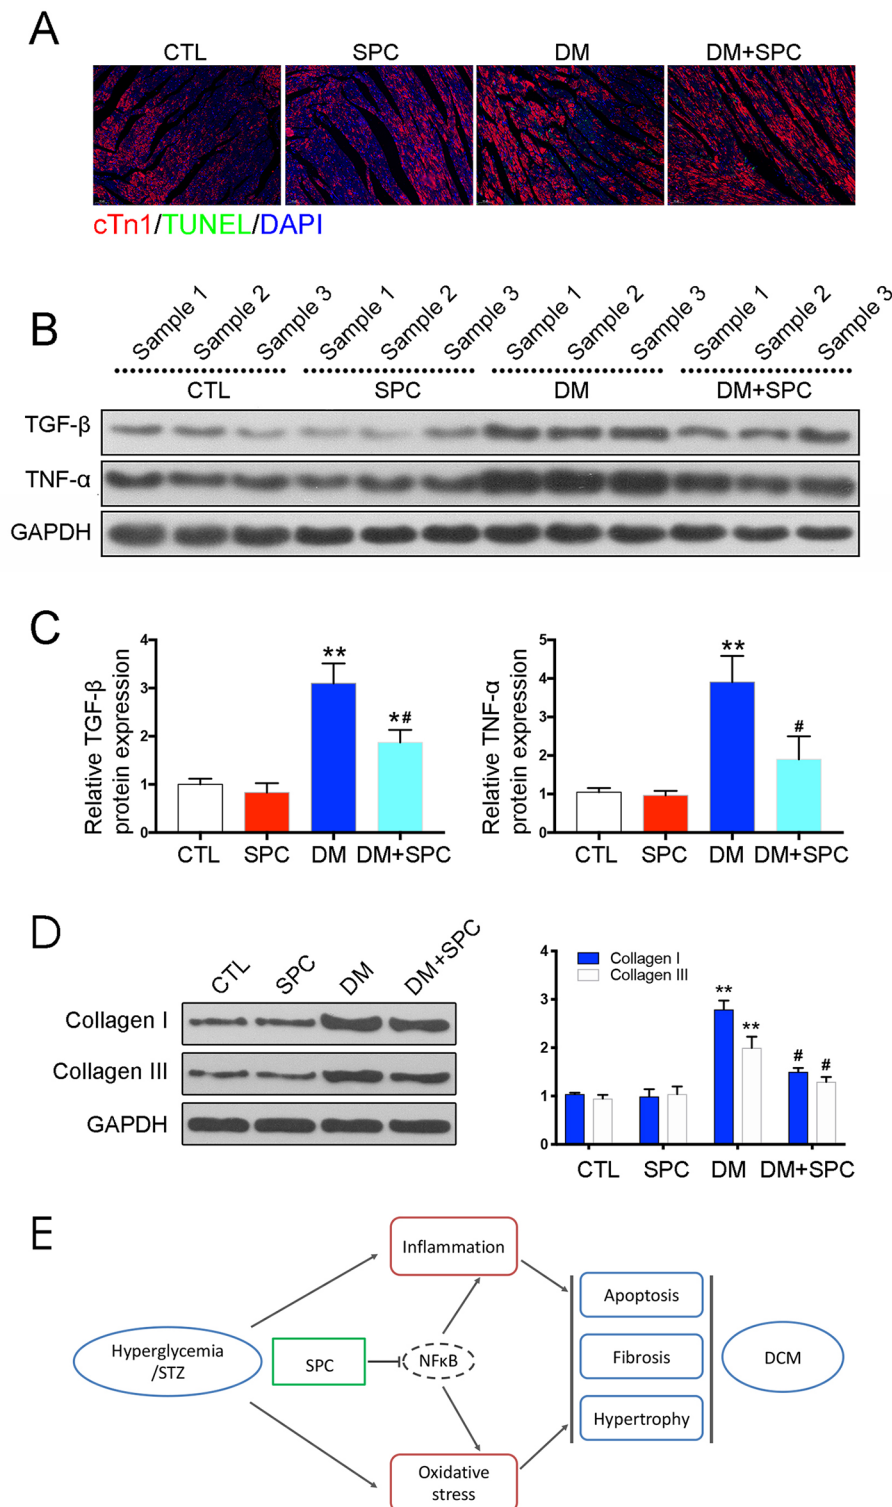 A
CTL SPC DM DM+SPC
cTn1/TUNEL/DAPI
B
Sample 1 Sample 2 Sample 3 Sample 1 Sample 2 Sample 3 Sample 1 Sample 2 Sample 3 Sample 1 Sample 2 Sample 3
CTL SPC DM DM+SPC
TGF-β
TNF-α
GAPDH
C
Relative TGF-β
protein expression
4
3
2
1
0
**
*#
CTL SPC DM DM+SPC
Relative TNF-α
protein expression
5
4
3
2
1
0
**
#
CTL SPC DM DM+SPC
D
CTL SPC DM DM+SPC
Collagen I
Collagen III
GAPDH
4
3
2
1
0
Collagen I
Collagen III
**
**
#
#
CTL SPC DM DM+SPC
E
Inflammation
Hyperglycemia
/STZ
SPC
NFκB
Oxidative
stress
Apoptosis
Fibrosis
Hypertrophy
DCM